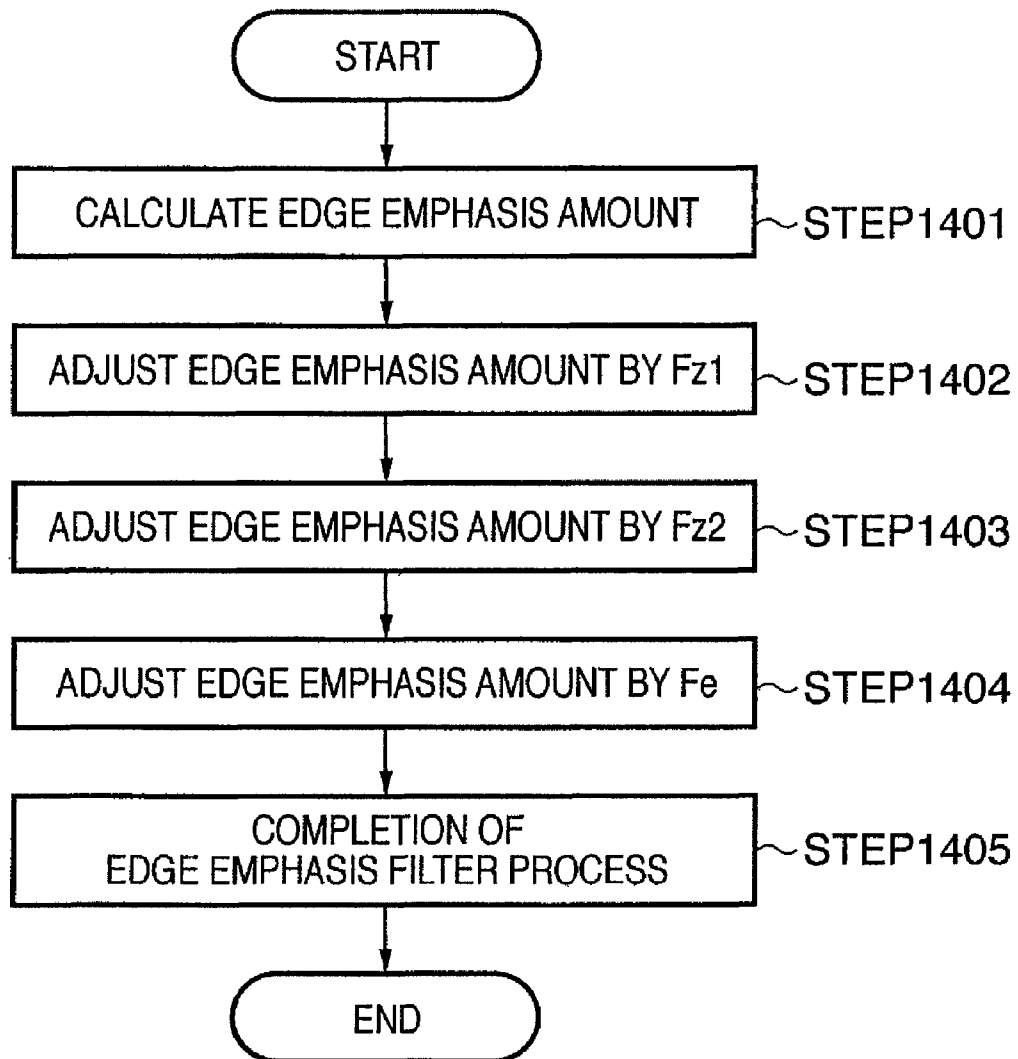 START
CALCULATE EDGE EMPHASIS AMOUNT
STEP1401
ADJUST EDGE EMPHASIS AMOUNT BY Fz1
STEP1402
ADJUST EDGE EMPHASIS AMOUNT BY Fz2
STEP1403
ADJUST EDGE EMPHASIS AMOUNT BY Fe
STEP1404
COMPLETION OF
EDGE EMPHASIS FILTER PROCESS
STEP1405
END